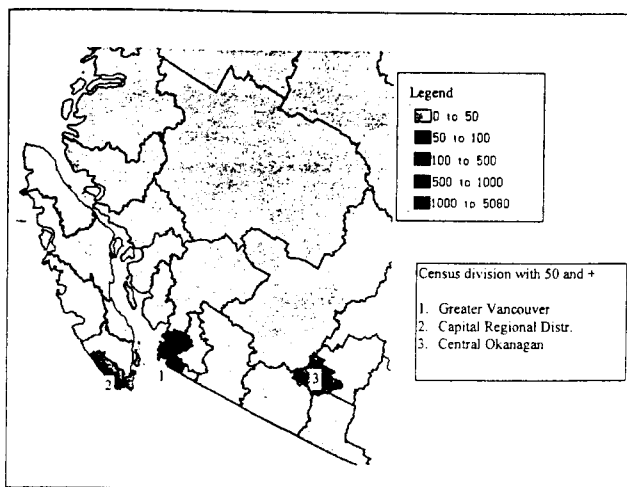 Legend
0 to 50
50 to 100
100 to 500
500 to 1000
1000 to 5080
Census division with 50 and +
1. Greater Vancouver
2. Capital Regional Distr.
3. Central Okanagan
3
2
1